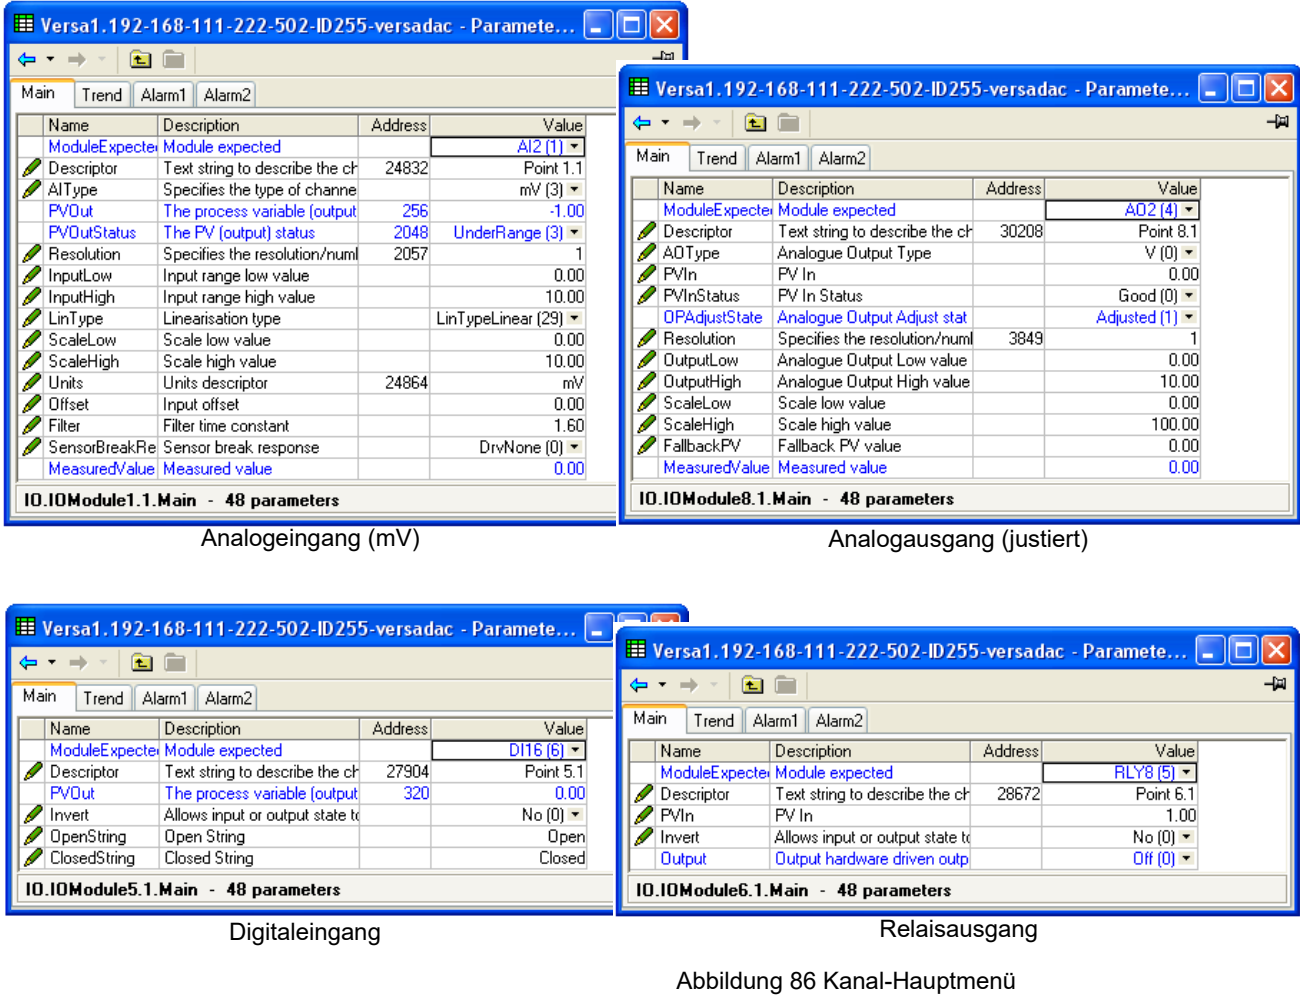 Versa1.192-168-111-222-502-ID255-versadac - Paramete...
Main Trend Alarm1 Alarm2
Name Description Address Value
ModuleExpecte Module expected AI2 (1)
Descriptor Text string to describe the ch 24832 Point 1.1
AIType Specifies the type of channe mV (3)
PVOut The process variable (output 256 -1.00
PVOutStatus The PV (output) status 2048 UnderRange (3)
Resolution Specifies the resolution/numl 2057 1
InputLow Input range low value 0.00
InputHigh Input range high value 10.00
LinType Linearisation type LinTypeLinear (29)
ScaleLow Scale low value 0.00
ScaleHigh Scale high value 10.00
Units Units descriptor 24864 mV
Offset Input offset 0.00
Filter Filter time constant 1.60
SensorBreakRe Sensor break response DrvNone (0)
MeasuredValue Measured value 0.00
IO.IOModule1.1.Main - 48 parameters
Analogeingang (mV)
Versa1.192-168-111-222-502-ID255-versadac - Paramete...
Main Trend Alarm1 Alarm2
Name Description Address Value
ModuleExpecte Module expected AO2 (4)
Descriptor Text string to describe the ch 30208 Point 8.1
AOType Analogue Output Type V (0)
PVIn PV In 0.00
PVInStatus PV In Status Good (0)
OPAdjustState Analogue Output Adjust stat Adjusted (1)
Resolution Specifies the resolution/numl 3849 1
OutputLow Analogue Output Low value 0.00
OutputHigh Analogue Output High value 10.00
ScaleLow Scale low value 0.00
ScaleHigh Scale high value 100.00
FallbackPV Fallback PV value 0.00
MeasuredValue Measured value 0.00
IO.IOModule8.1.Main - 48 parameters
Analogausgang (justiert)
Versa1.192-168-111-222-502-ID255-versadac - Paramete...
Main Trend Alarm1 Alarm2
Name Description Address Value
ModuleExpecte Module expected DI16 (6)
Descriptor Text string to describe the ch 27904 Point 5.1
PVOut The process variable (output 320 0.00
Invert Allows input or output state to No (0)
OpenString Open String Open
ClosedString Closed String Closed
IO.IOModule5.1.Main - 48 parameters
Digitaleingang
Versa1.192-168-111-222-502-ID255-versadac - Paramete...
Main Trend Alarm1 Alarm2
Name Description Address Value
ModuleExpecte Module expected RLY8 (5)
Descriptor Text string to describe the ch 28672 Point 6.1
PVIn PV In 1.00
Invert Allows input or output state to No (0)
Output Output hardware driven outp Off (0)
IO.IOModule6.1.Main - 48 parameters
Relaisausgang
Abbildung 86 Kanal-Hauptmenü